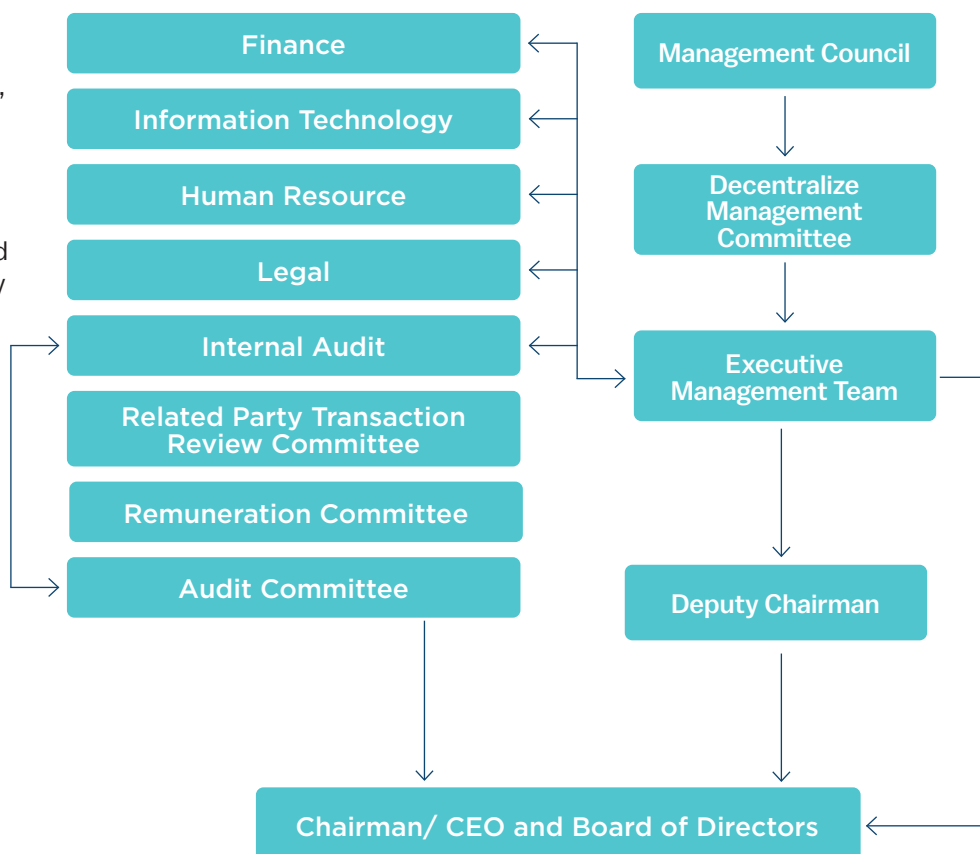 Finance
Information Technology
Human Resource
Legal
Internal Audit
Related Party Transaction
Review Committee
Remuneration Committee
Audit Committee
Management Council
Decentralize
Management
Committee
Executive
Management Team
Deputy Chairman
Chairman/ CEO and Board of Directors